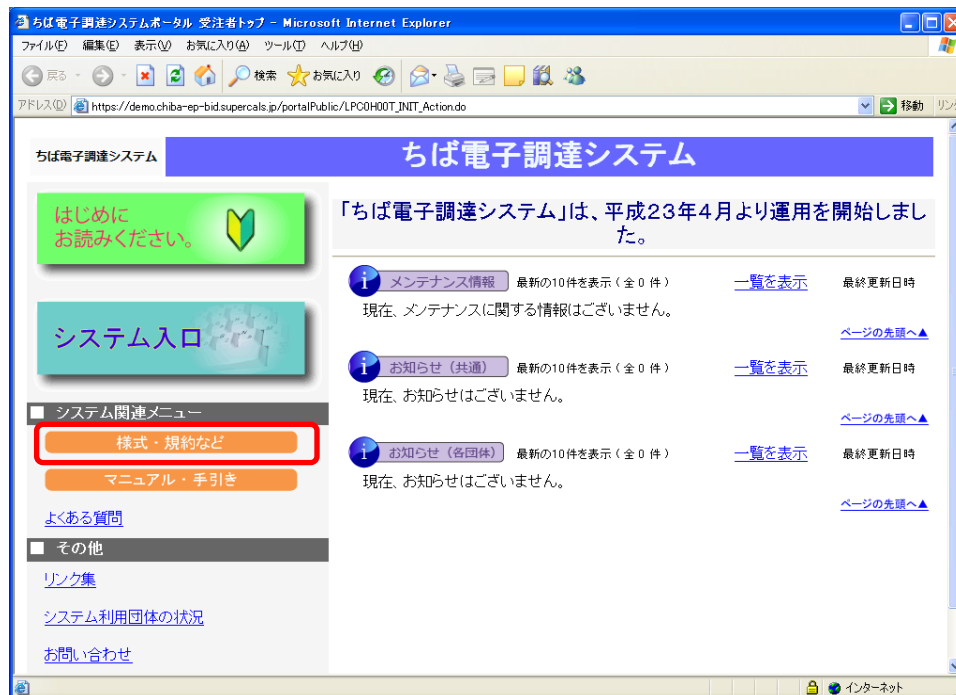 ちば電子調達システムポータル 受注者トップ - Microsoft Internet Explorer
ファイル(F) 編集(E) 表示(V) お気に入り(A) ツール(T) ヘルプ(H)
戻る 検索 お気に入り
アドレス(D) https://demo.chiba-ep-bid.supercals.jp/portalPublic/LPC0H00T_INIT_Action.do 移動
ちば電子調達システム
ちば電子調達システム
はじめに
お読みください。
システム入口
システム関連メニュー
様式・規約など
マニュアル・手引き
よくある質問
その他
リンク集
システム利用団体の状況
お問い合わせ
「ちば電子調達システム」は、平成23年4月より運用を開始しまし
た。
メンテナンス情報 最新の10件を表示(全0件) 一覧を表示 最終更新日時
現在、メンテナンスに関する情報はございません。
ページの先頭へ▲
お知らせ(共通) 最新の10件を表示(全0件) 一覧を表示 最終更新日時
現在、お知らせはございません。
ページの先頭へ▲
お知らせ(各団体) 最新の10件を表示(全0件) 一覧を表示 最終更新日時
現在、お知らせはございません。
ページの先頭へ▲
インターネット